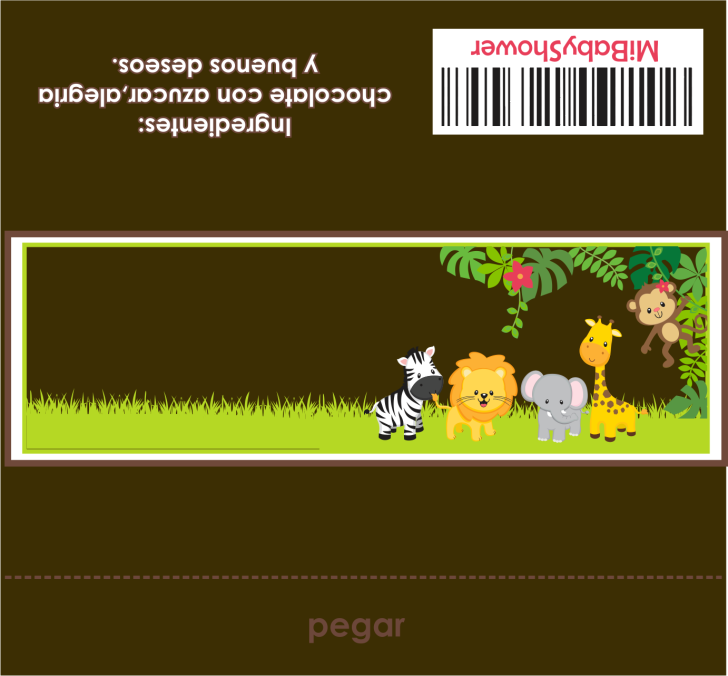 Ingredientes:
chocolate con azucar,alegria
y buenos deseos.
MiBabyShower
pegar